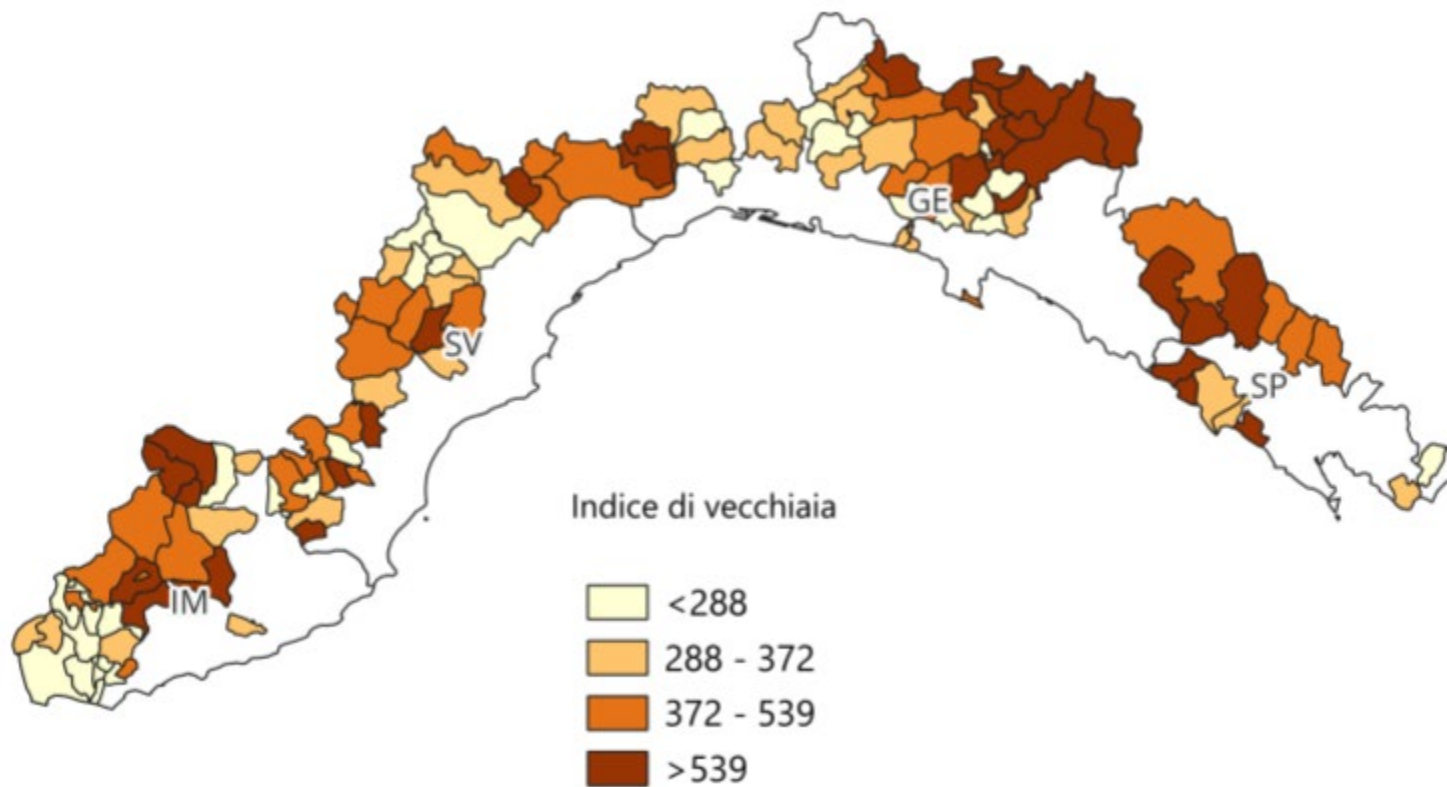 GE
SV
SP
IM
Indice di vecchiaia
<288
288 - 372
372 - 539
>539